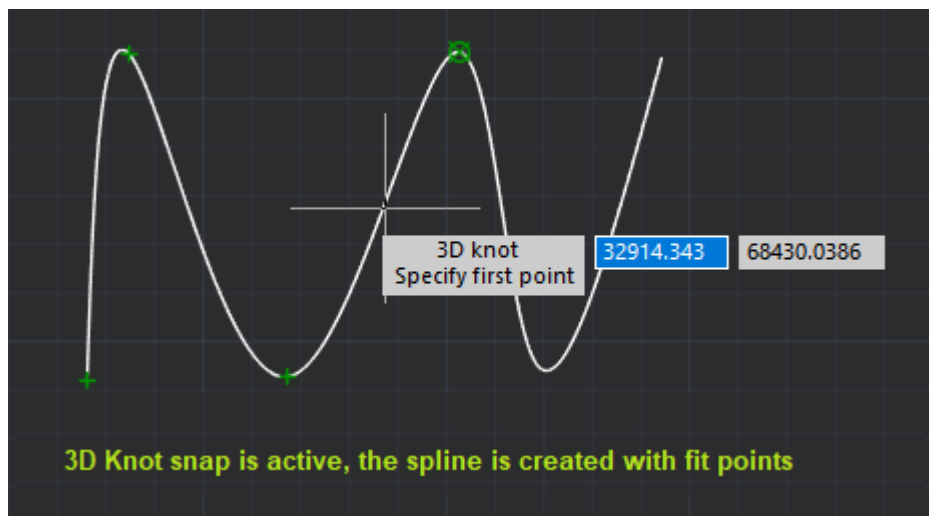 3D knot
Specify first point
32914.343
68430.0386
3D Knot snap is active, the spline is created with fit points